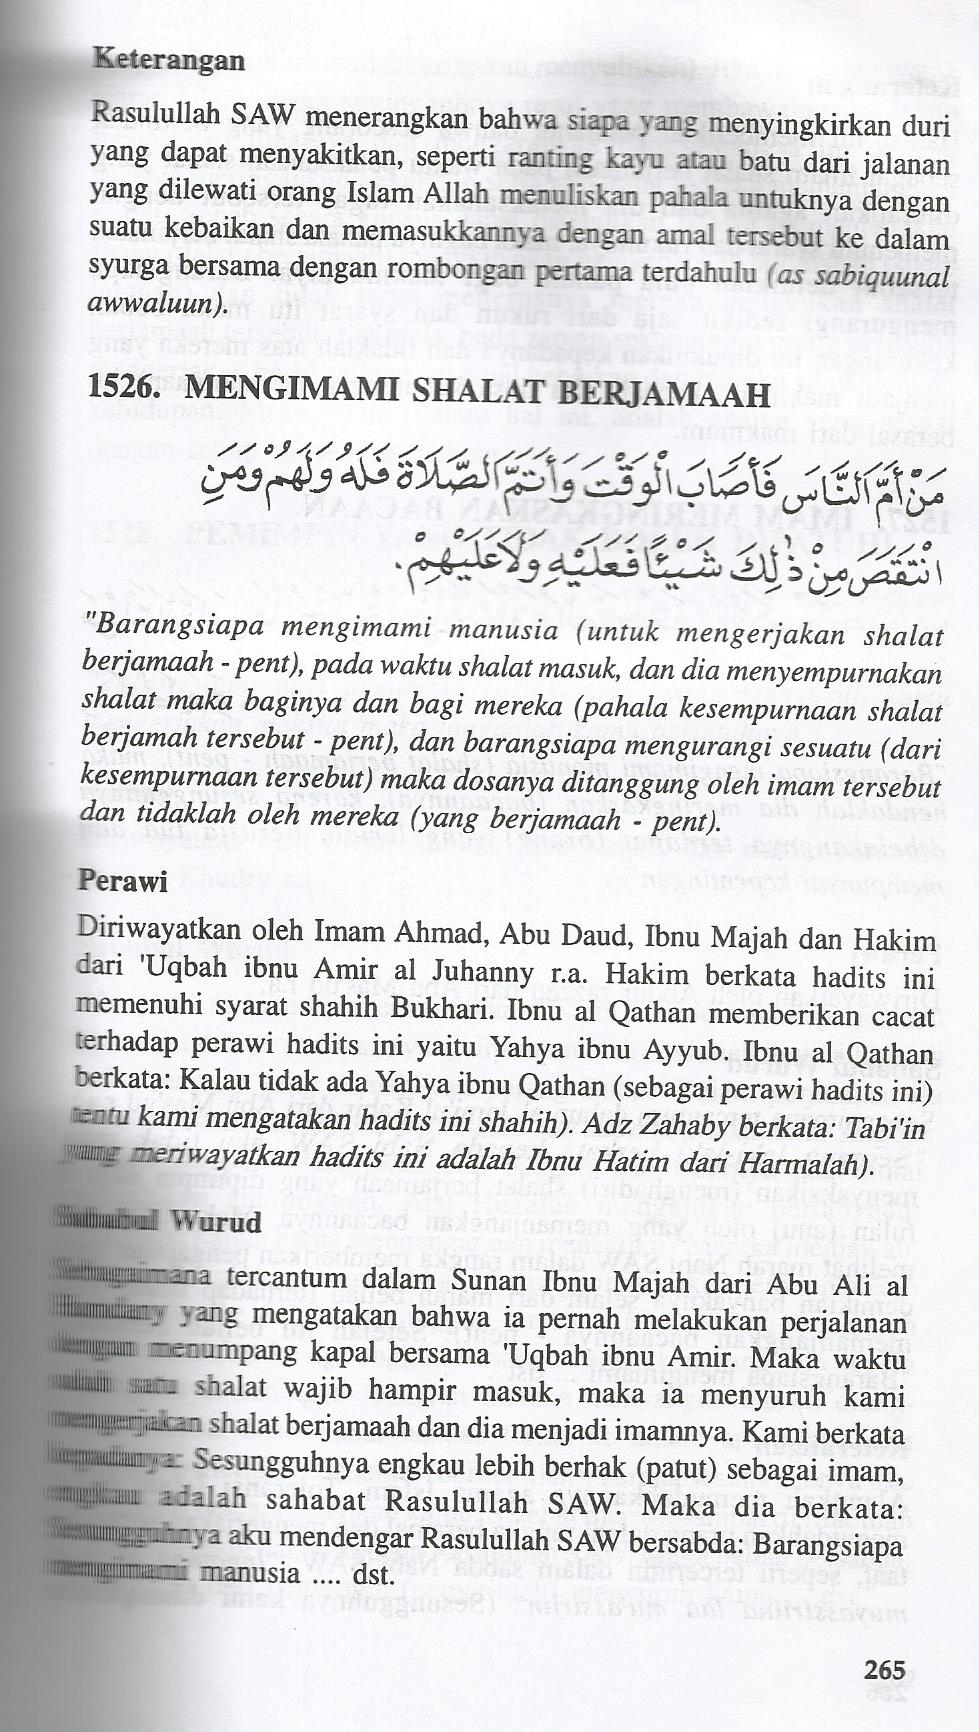 Keterangan
Rasulullah SAW menerangkan bahwa siapa yang menyingkirkan duri
yang dapat menyakitkan, seperti ranting kayu atau batu dari jalanan
yang dilewati orang Islam Allah menuliskan pahala untuknya dengan
suatu kebaikan dan memasukkannya dengan amal tersebut ke dalam
syurga bersama dengan rombongan pertama terdahulu (as sabiquunal
awwaluun).
1526. MENGIMAMI SHALAT BERJAMAAH
مَنْ أَمَّ النَّاسَ فَأَصَابَ الْوَقْتَ وَأَتَمَّ الصَّلَاةَ فَلَهُ وَلَهُمْ وَمَنِ
انْتَقَصَ مِنْ ذٰلِكَ شَيْئًا فَعَلَيْهِ وَلَا عَلَيْهِمْ.
"Barangsiapa mengimami manusia (untuk mengerjakan shalat
berjamaah - pent), pada waktu shalat masuk, dan dia menyempurnakan
shalat maka baginya dan bagi mereka (pahala kesempurnaan shalat
berjamah tersebut - pent), dan barangsiapa mengurangi sesuatu (dari
kesempurnaan tersebut) maka dosanya ditanggung oleh imam tersebut
dan tidaklah oleh mereka (yang berjamaah - pent).
Perawi
Diriwayatkan oleh Imam Ahmad, Abu Daud, Ibnu Majah dan Hakim
dari 'Uqbah ibnu Amir al Juhanny r.a. Hakim berkata hadits ini
memenuhi syarat shahih Bukhari. Ibnu al Qathan memberikan cacat
terhadap perawi hadits ini yaitu Yahya ibnu Ayyub. Ibnu al Qathan
berkata: Kalau tidak ada Yahya ibnu Qathan (sebagai perawi hadits ini)
tentu kami mengatakan hadits ini shahih). Adz Zahaby berkata: Tabi'in
yang meriwayatkan hadits ini adalah Ibnu Hatim dari Harmalah).
Sababul Wurud
Sebagaimana tercantum dalam Sunan Ibnu Majah dari Abu Ali al
yang mengatakan bahwa ia pernah melakukan perjalanan
dengan menumpang kapal bersama 'Uqbah ibnu Amir. Maka waktu
satu shalat wajib hampir masuk, maka ia menyuruh kami
mengerjakan shalat berjamaah dan dia menjadi imamnya. Kami berkata
kepadanya: Sesungguhnya engkau lebih berhak (patut) sebagai imam,
engkau adalah sahabat Rasulullah SAW. Maka dia berkata:
Sesungguhnya aku mendengar Rasulullah SAW bersabda: Barangsiapa
mengimami manusia .... dst.
265